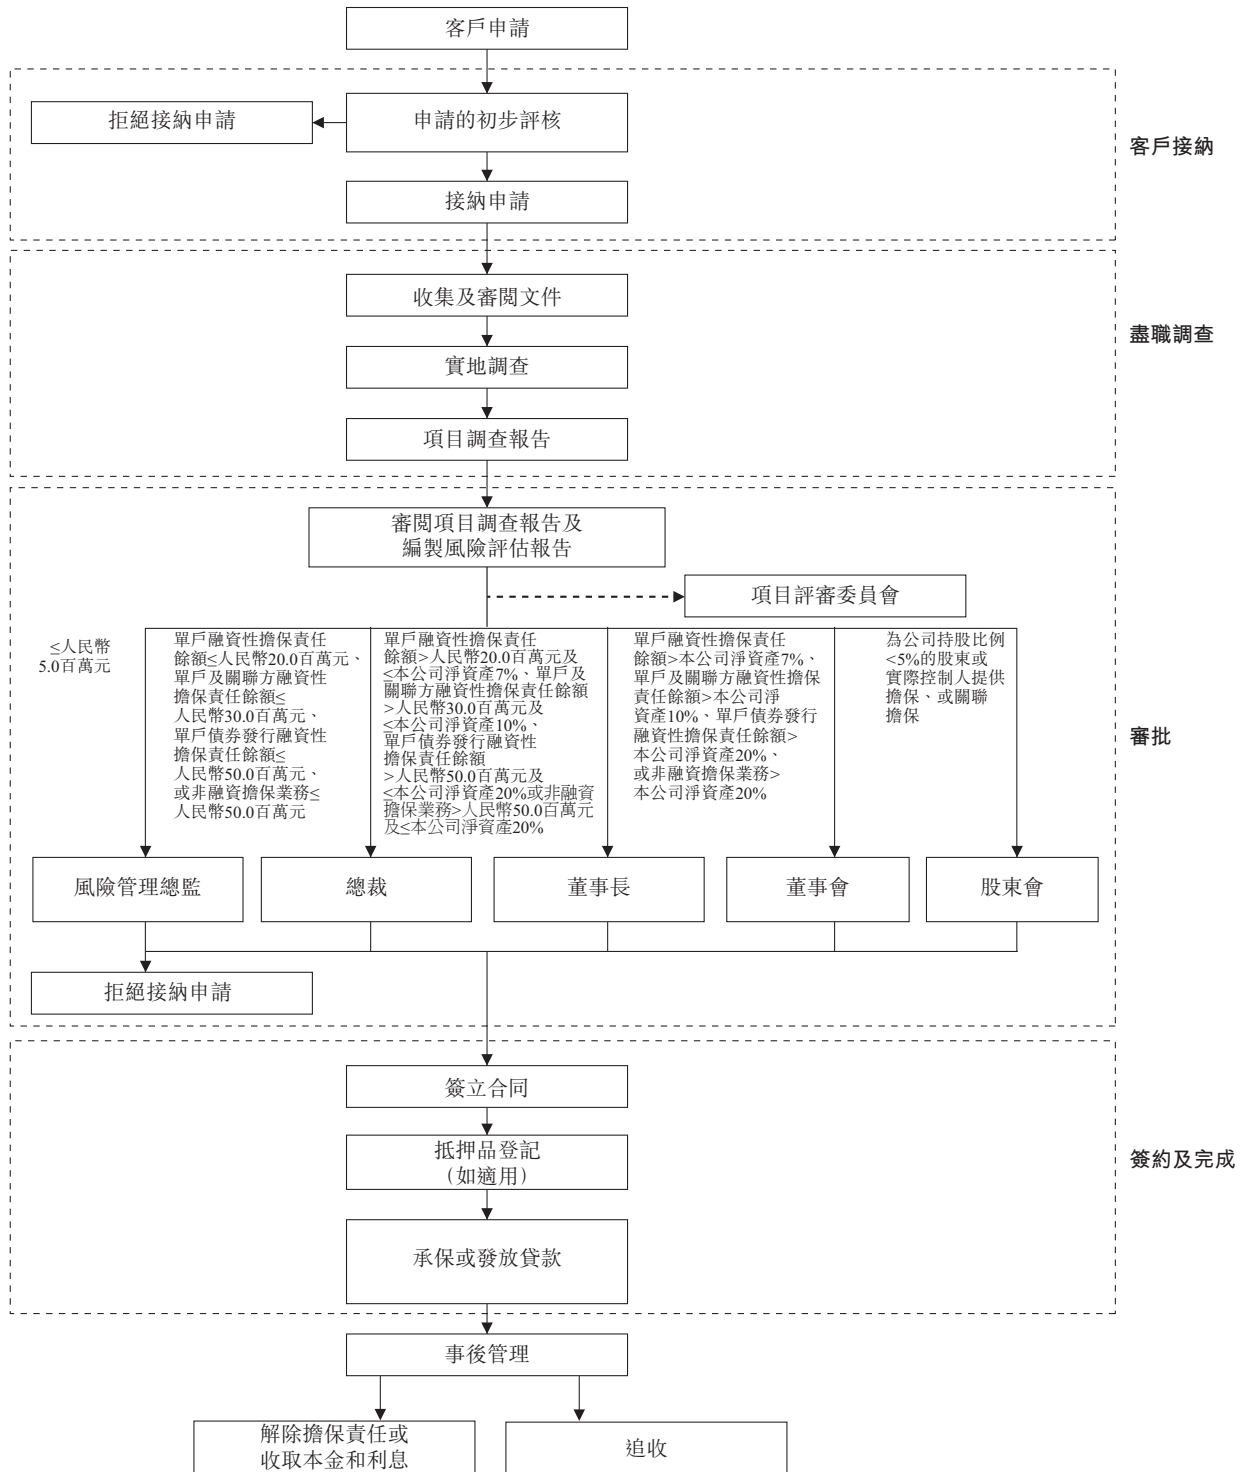 客戶申請
拒絕接納申請
申請的初步評核
客戶接納
接納申請
收集及審閱文件
盡職調查
實地調查
項目調查報告
審閱項目調查報告及
編製風險評估報告
項目評審委員會
≤人民幣
5.0百萬元
單戶融資性擔保責任
餘額≤人民幣20.0百萬元、
單戶及關聯方融資性
擔保責任餘額≤
人民幣30.0百萬元、
單戶債券發行融資性
擔保責任餘額≤
人民幣50.0百萬元、
或非融資擔保業務≤
人民幣50.0百萬元
單戶融資性擔保責任
餘額>人民幣20.0百萬元及
≤本公司淨資產7%、單戶及
關聯方融資性擔保責任餘額
>人民幣30.0百萬元及
≤本公司淨資產10%、
單戶債券發行融資性
擔保責任餘額
>人民幣50.0百萬元及
≤本公司淨資產20%或非融資
擔保業務>人民幣50.0百萬元
及≤本公司淨資產20%
單戶融資性擔保責任
餘額>本公司淨資產7%、
單戶及關聯方融資性擔保
責任餘額>本公司淨
資產10%、單戶債券發行
融資性擔保責任餘額>
本公司淨資產20%、
或非融資擔保業務>
本公司淨資產20%
為公司持股比例
<5%的股東或
實際控制人提供
擔保、或關聯
擔保
審批
風險管理總監
總裁
董事長
董事會
股東會
拒絕接納申請
簽立合同
抵押品登記
(如適用)
簽約及完成
承保或發放貸款
事後管理
解除擔保責任或
收取本金和利息
追收